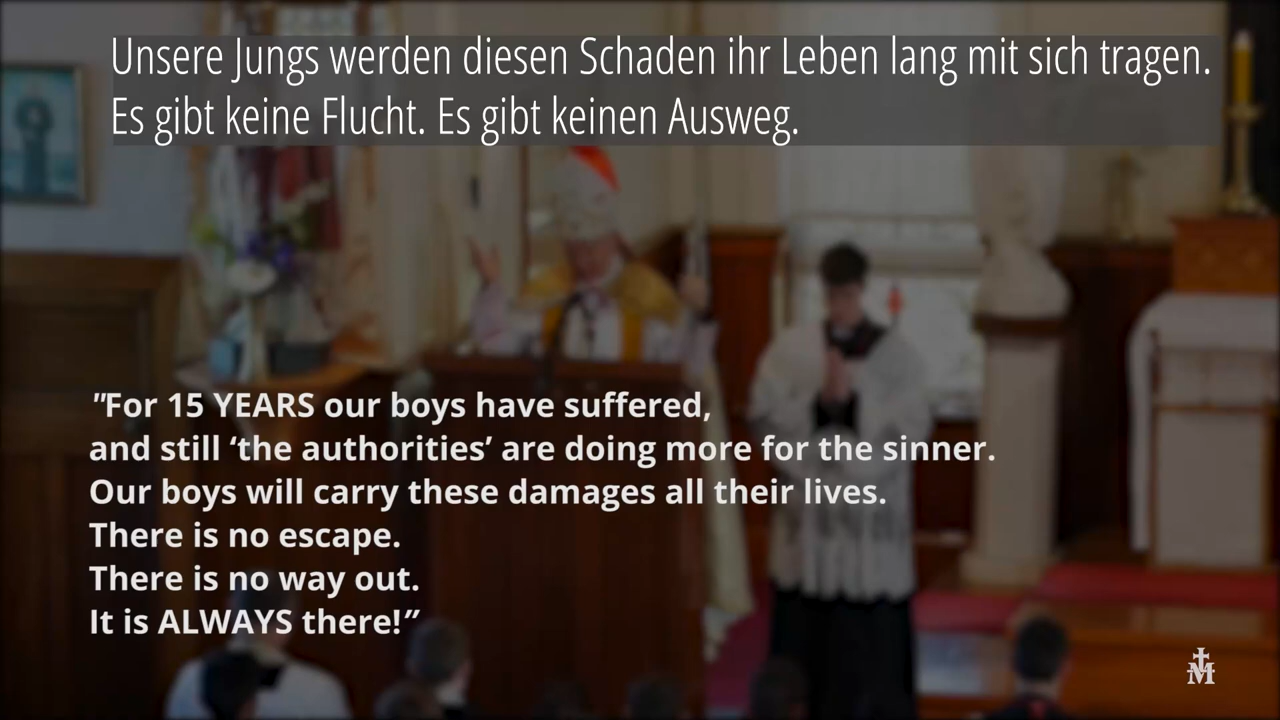 Unsere Jungs werden diesen Schaden ihr Leben lang mit sich tragen.
Es gibt keine Flucht. Es gibt keinen Ausweg.
"For 15 YEARS our boys have suffered,
and still ‘the authorities’ are doing more for the sinner.
Our boys will carry these damages all their lives.
There is no escape.
There is no way out.
It is ALWAYS there!”
M